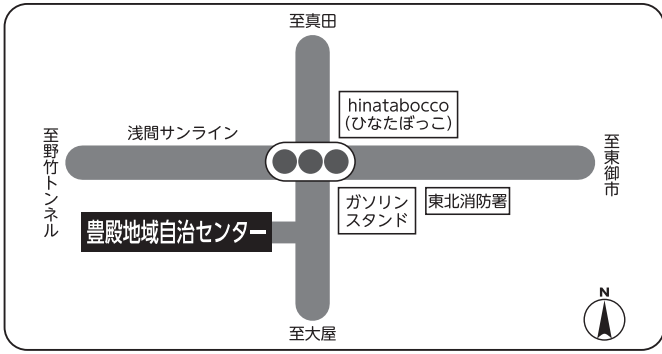 至真田
hinatabocco
(ひなたぼっこ)
浅間サンライン
至野竹トンネル
至東御市
ガソリン
スタンド
東北消防署
豊殿地域自治センター
至大屋
N